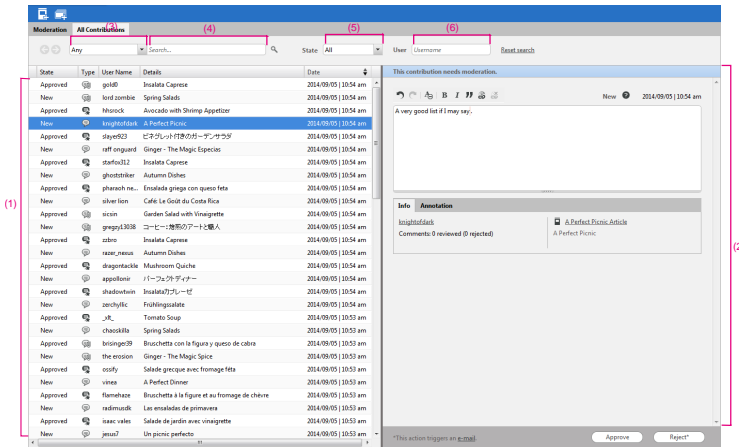 Moderation All Contributions
(3) (4) (5) (6)
Any Search... State All User Username Reset search
State Type User Name Details Date
Approved gold0 Insalata Caprese 2014/09/05 | 10:54 am
New lord zombie Spring Salads 2014/09/05 | 10:54 am
Approved hhsrock Avocado with Shrimp Appetizer 2014/09/05 | 10:54 am
New knightofdark A Perfect Picnic 2014/09/05 | 10:54 am
Approved slayer923 ビネグレット付きのガーデンサラダ 2014/09/05 | 10:54 am
New raff onguard Ginger - The Magic Especias 2014/09/05 | 10:54 am
Approved starfox312 Insalata Caprese 2014/09/05 | 10:54 am
New ghoststriker Autumn Dishes 2014/09/05 | 10:54 am
Approved pharaoh ne... Ensalada griega con queso feta 2014/09/05 | 10:54 am
New silver lion Café: Le Goût du Costa Rica 2014/09/05 | 10:54 am
Approved sicsin Garden Salad with Vinaigrette 2014/09/05 | 10:54 am
New gregzy13038 コーヒー:焙煎のアートと職人 2014/09/05 | 10:54 am
Approved zzbro Insalata Caprese 2014/09/05 | 10:54 am
New razer_nexus Autumn Dishes 2014/09/05 | 10:54 am
Approved dragontackle Mushroom Quiche 2014/09/05 | 10:54 am
New appollonir パーフェクトディナー 2014/09/05 | 10:54 am
Approved shadowtwin Insalataカプレーゼ 2014/09/05 | 10:54 am
New zerchyllic Frühlingssalate 2014/09/05 | 10:54 am
Approved _xlt_ Tomato Soup 2014/09/05 | 10:53 am
New chaoskilla Spring Salads 2014/09/05 | 10:53 am
Approved brisinger39 Bruschetta con la figura y queso de cabra 2014/09/05 | 10:53 am
New the erosion Ginger - The Magic Spice 2014/09/05 | 10:53 am
Approved ossify Salade grecque avec fromage féta 2014/09/05 | 10:53 am
New vinea A Perfect Dinner 2014/09/05 | 10:53 am
Approved flamehaze Bruschetta à la figure et au fromage de chèvre 2014/09/05 | 10:53 am
New radimusdk Las ensaladas de primavera 2014/09/05 | 10:53 am
Approved isaac vales Salade de jardin avec vinaigrette 2014/09/05 | 10:53 am
New jesus7 Un picnic perfecto 2014/09/05 | 10:53 am
(1)
This contribution needs moderation.
B I New 2014/09/05 | 10:54 am
A very good list if I may say'.
Info Annotation
knightofdark A Perfect Picnic Article
Comments: 0 reviewed (0 rejected) A Perfect Picnic
(2
*This action triggers an e-mail. Approve Reject*